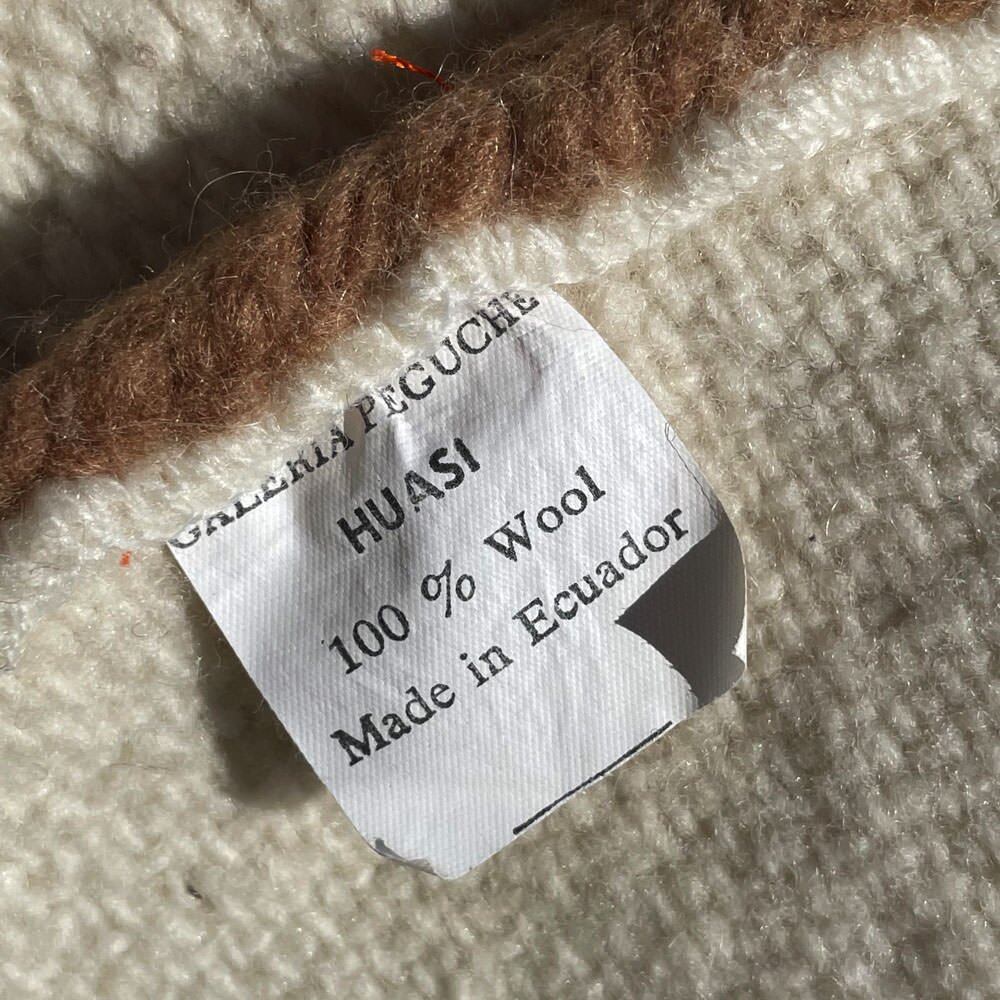 GALERIA PEGUCHE
HUASI
100 % Wool
Made in Ecuador